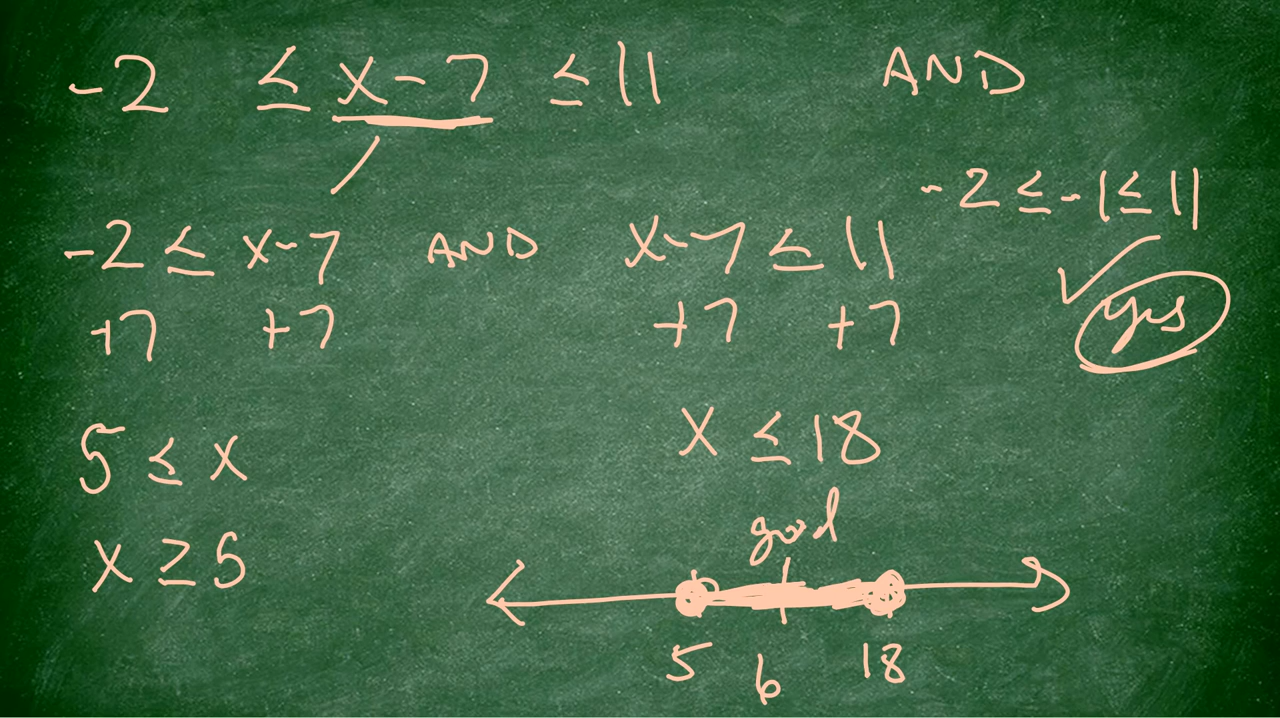 -2 ≤ x-7 ≤ 11 AND
-2 ≤ -1 ≤ 11
-2 ≤ x-7 AND x-7 ≤ 11
+7 +7 +7 +7
yes
5 ≤ x x ≤ 18
good
x ≥ 5
5 6 18